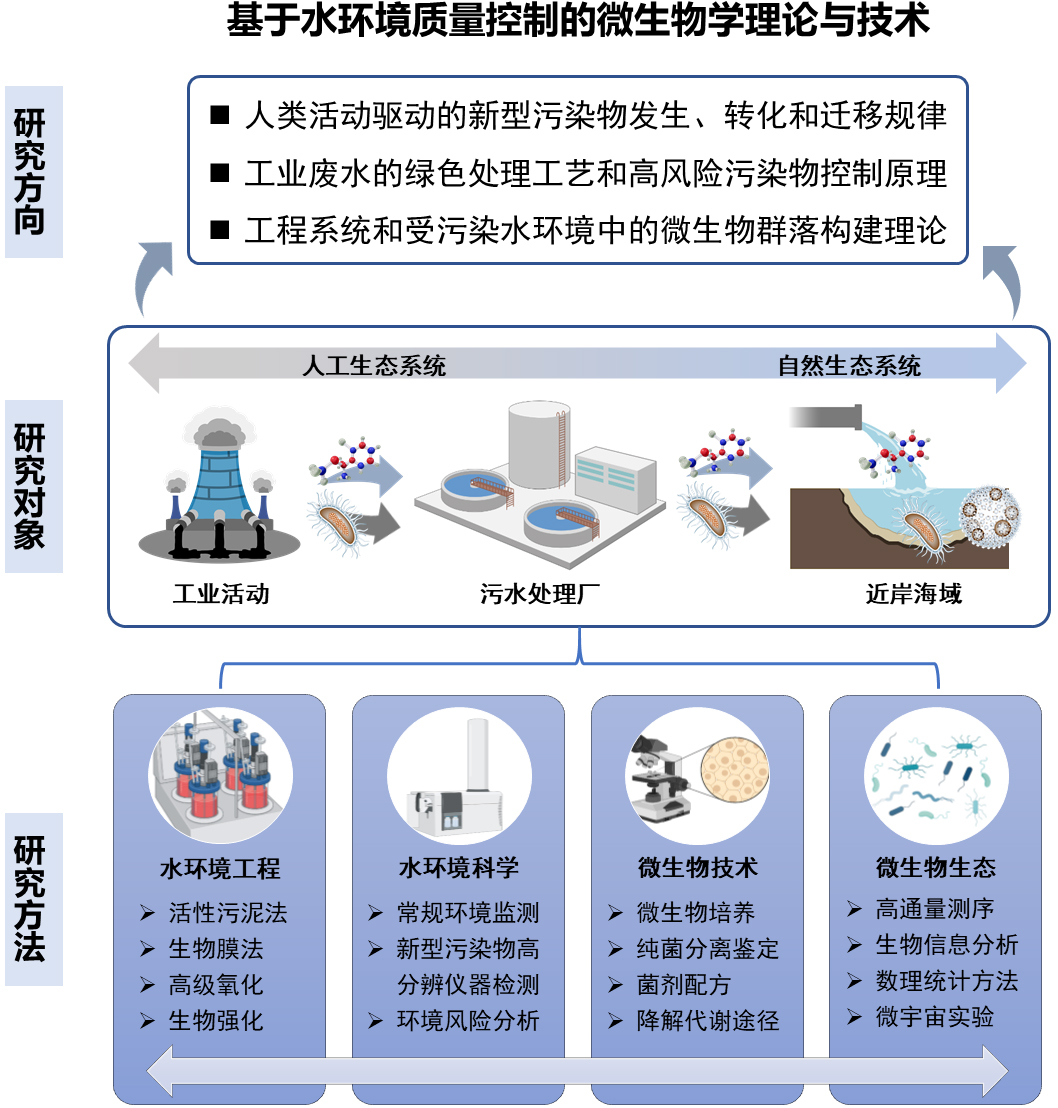 基于水环境质量控制的微生物学理论与技术
研究方向
■ 人类活动驱动的新型污染物发生、转化和迁移规律
■ 工业废水的绿色处理工艺和高风险污染物控制原理
■ 工程系统和受污染水环境中的微生物群落构建理论
研究对象
人工生态系统
自然生态系统
工业活动
污水处理厂
近岸海域
研究方法
水环境工程
➢ 活性污泥法
➢ 生物膜法
➢ 高级氧化
➢ 生物强化
水环境科学
➢ 常规环境监测
➢ 新型污染物高
分辨仪器检测
➢ 环境风险分析
微生物技术
➢ 微生物培养
➢ 纯菌分离鉴定
➢ 菌剂配方
➢ 降解代谢途径
微生物生态
➢ 高通量测序
➢ 生物信息分析
➢ 数理统计方法
➢ 微宇宙实验